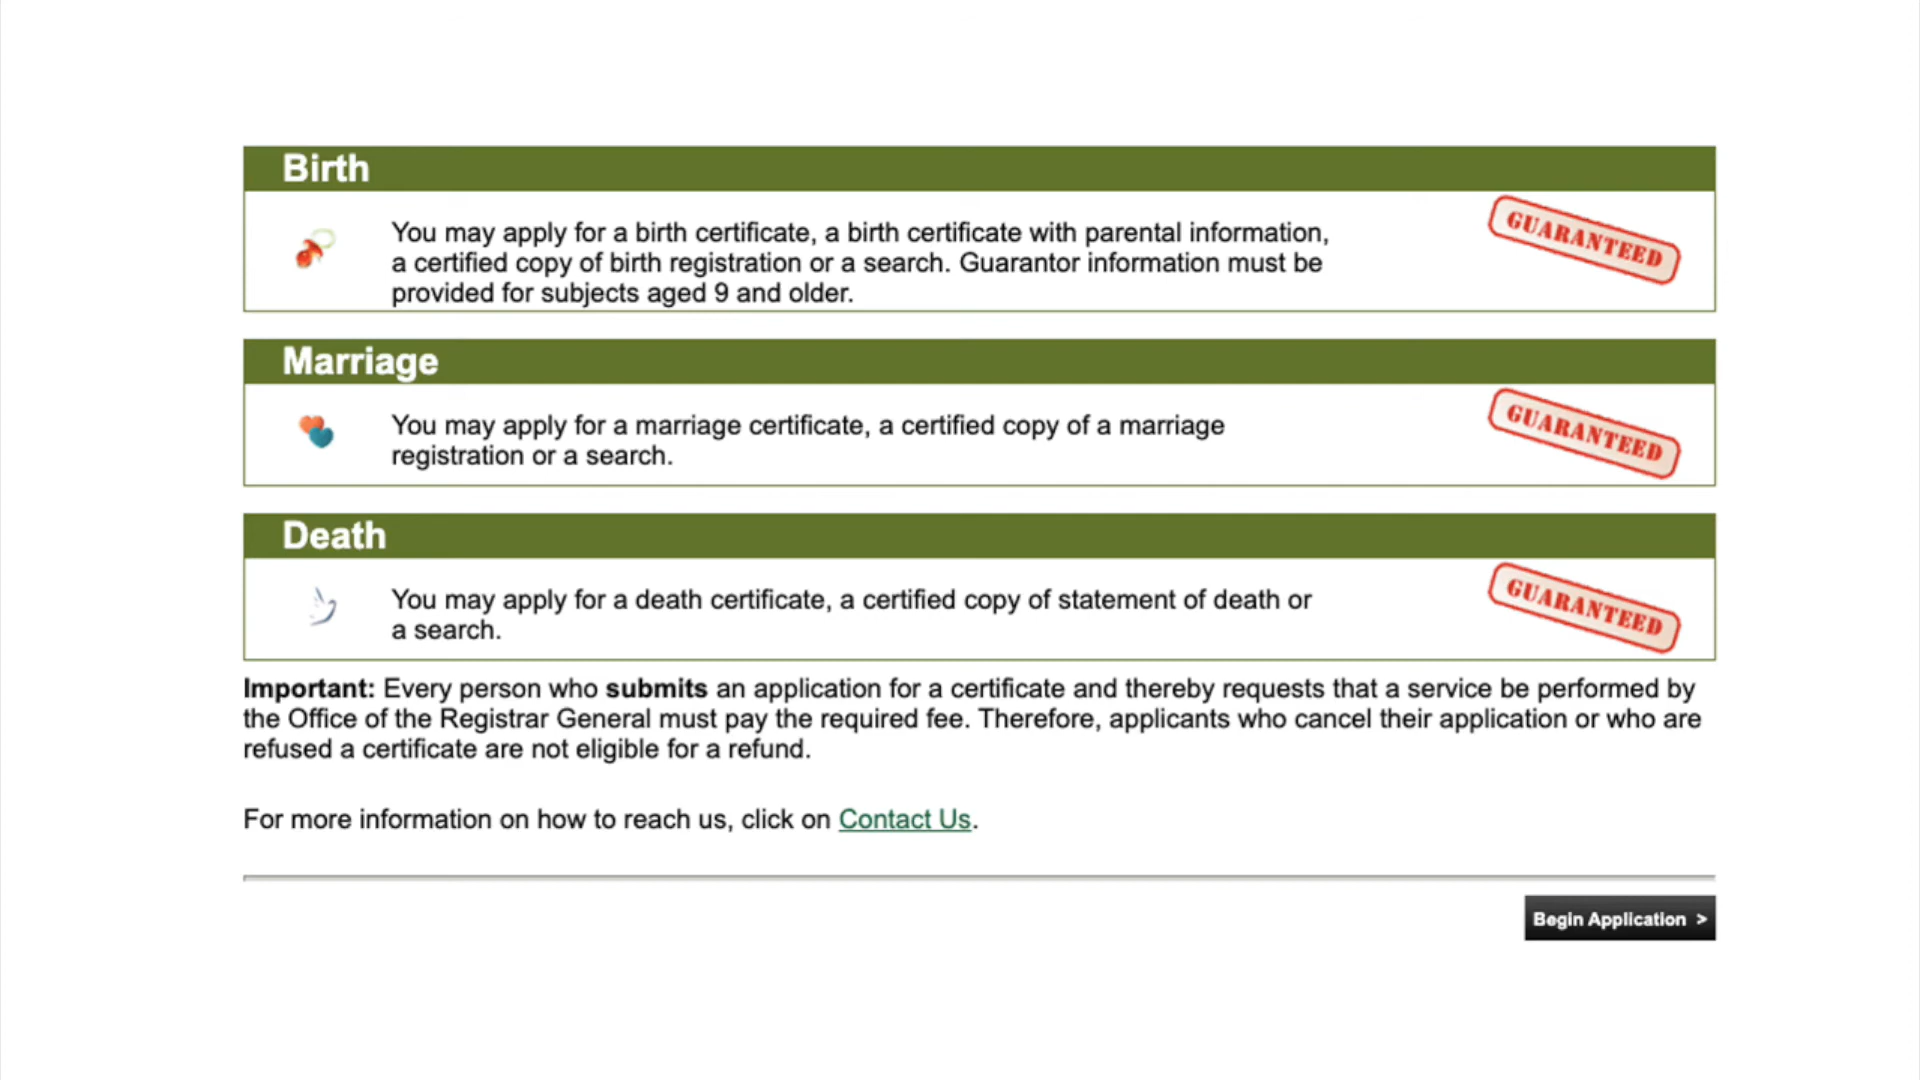 Birth
You may apply for a birth certificate, a birth certificate with parental information,
a certified copy of birth registration or a search. Guarantor information must be
provided for subjects aged 9 and older.
GUARANTEED
Marriage
You may apply for a marriage certificate, a certified copy of a marriage
registration or a search.
GUARANTEED
Death
You may apply for a death certificate, a certified copy of statement of death or
a search.
GUARANTEED
Important: Every person who submits an application for a certificate and thereby requests that a service be performed by
the Office of the Registrar General must pay the required fee. Therefore, applicants who cancel their application or who are
refused a certificate are not eligible for a refund.
For more information on how to reach us, click on Contact Us.
Begin Application >